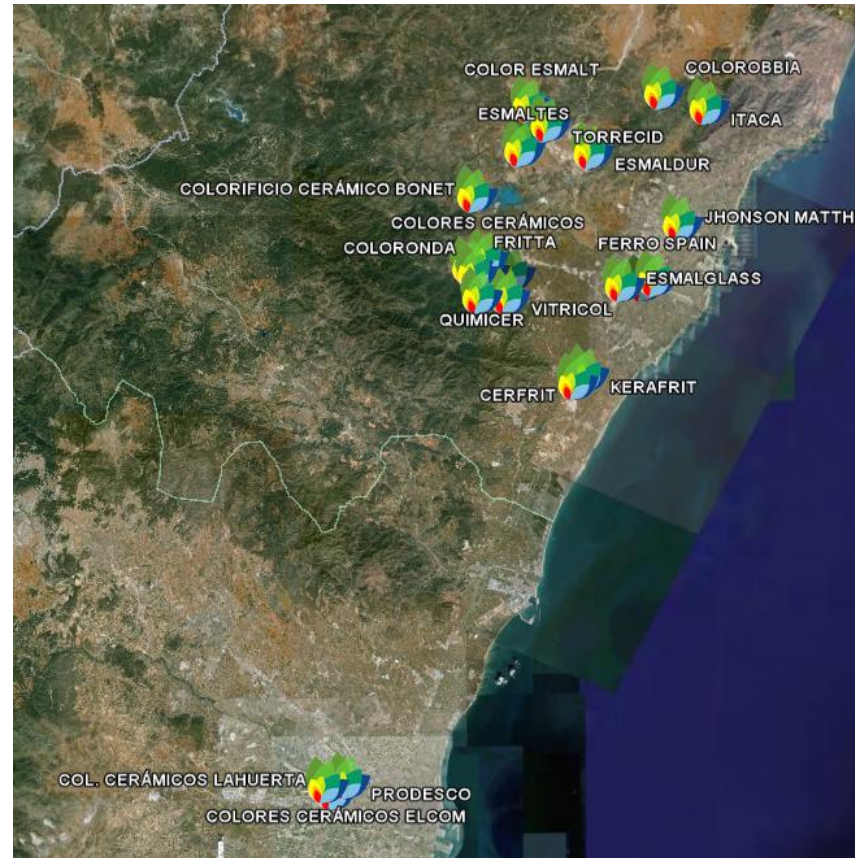 COLOR ESMALT
COLOROBBIA
ESMALTES
ITACA
TORRECID
ESMALDUR
COLORIFICIO CERÁMICO BONET
COLORES CERÁMICOS
JHONSON MATTH
COLORONDA
FRITTA
FERRO SPAIN
ESMALGLASS
VITRICOL
QUIMICER
CERFRIT
KERAFRIT
COL. CERÁMICOS LAHUERTA
PRODESCO
COLORES CERÁMICOS ELCOM